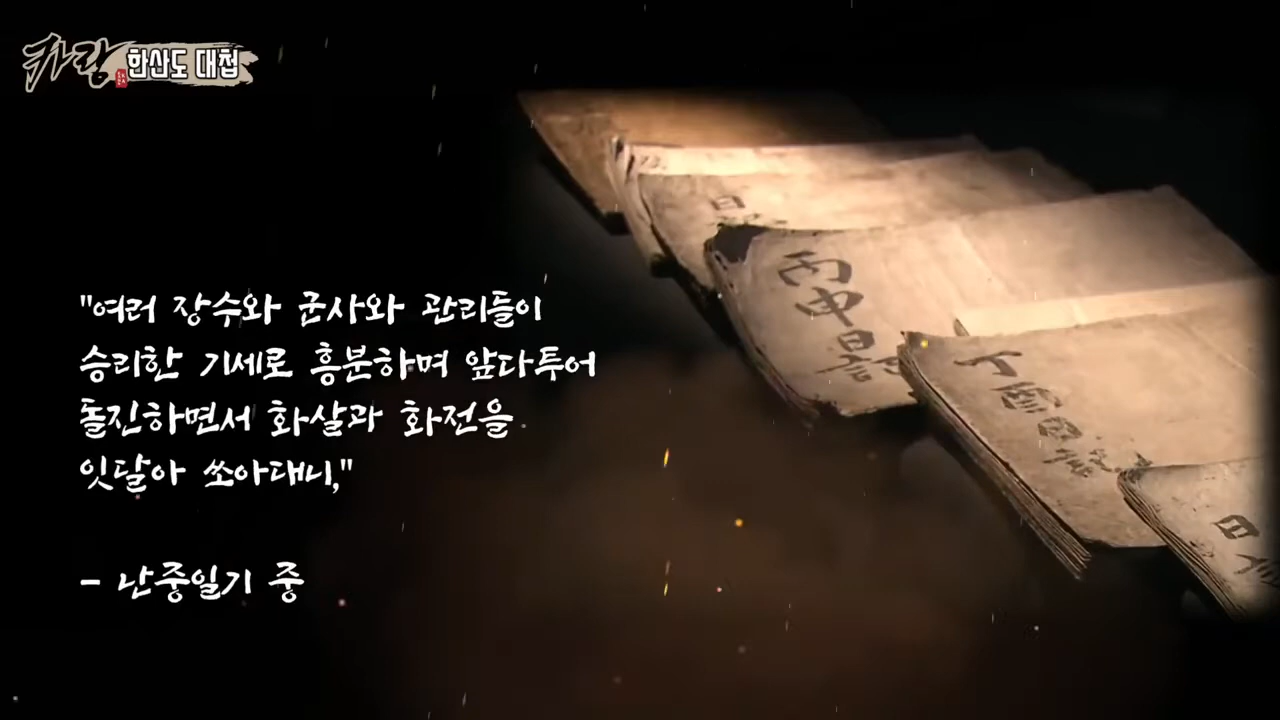 카랑 한산도 대첩
"여러 장수와 군사와 관리들이
승리한 기세로 흥분하며 앞다투어
돌진하면서 화살과 화전을
잇달아 쏘아대니,"
- 난중일기 중
日
丙申日記
丁酉日記
日